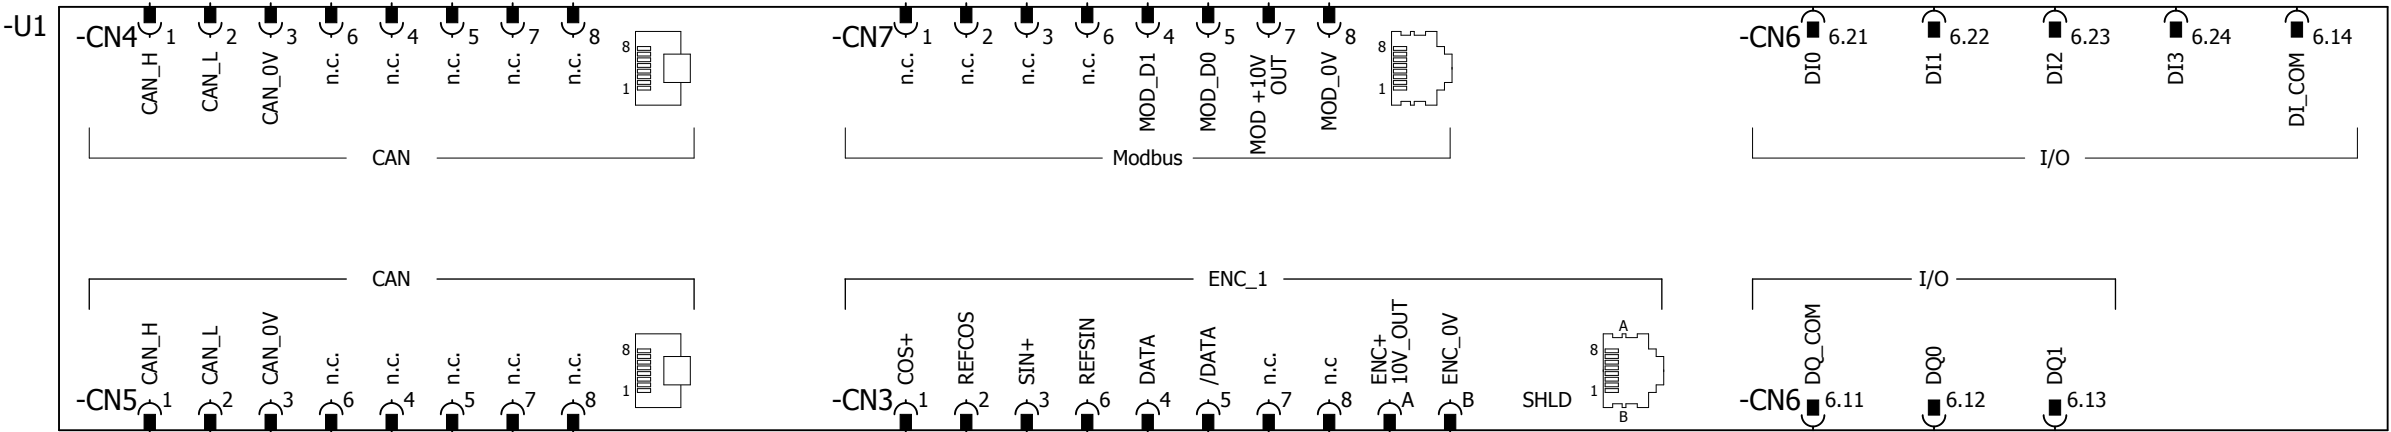 -U1
-CN4 1 2 3 6 4 5 7 8
CAN_H
CAN_L
CAN_0V
n.c.
n.c.
n.c.
n.c.
n.c.
8
1
CAN
-CN7 1 2 3 6 4 5 7 8
n.c.
n.c.
n.c.
n.c.
MOD_D1
MOD_D0
MOD +10V
OUT
MOD_0V
8
1
Modbus
-CN6 6.21 6.22 6.23 6.24 6.14
DI0
DI1
DI2
DI3
DI_COM
I/O
CAN
CAN_H
CAN_L
CAN_0V
n.c.
n.c.
n.c.
n.c.
n.c.
8
1
-CN5 1 2 3 6 4 5 7 8
ENC_1
COS+
REFCOS
SIN+
REFSIN
DATA
/DATA
n.c.
n.c
ENC+
10V_OUT
ENC_0V
SHLD
A
8
1
B
-CN3 1 2 3 6 4 5 7 8 A B
I/O
DQ_COM
DQ0
DQ1
-CN6 6.11 6.12 6.13